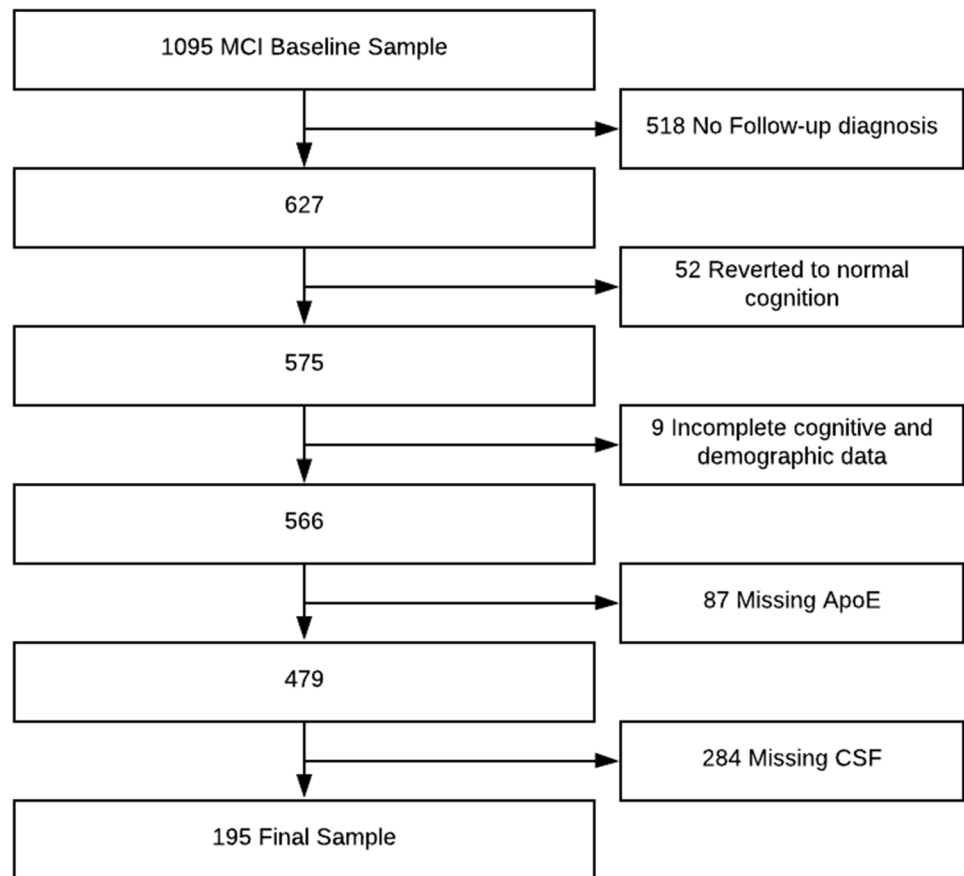 1095 MCI Baseline Sample
518 No Follow-up diagnosis
627
52 Reverted to normal
cognition
575
9 Incomplete cognitive and
demographic data
566
87 Missing ApoE
479
284 Missing CSF
195 Final Sample